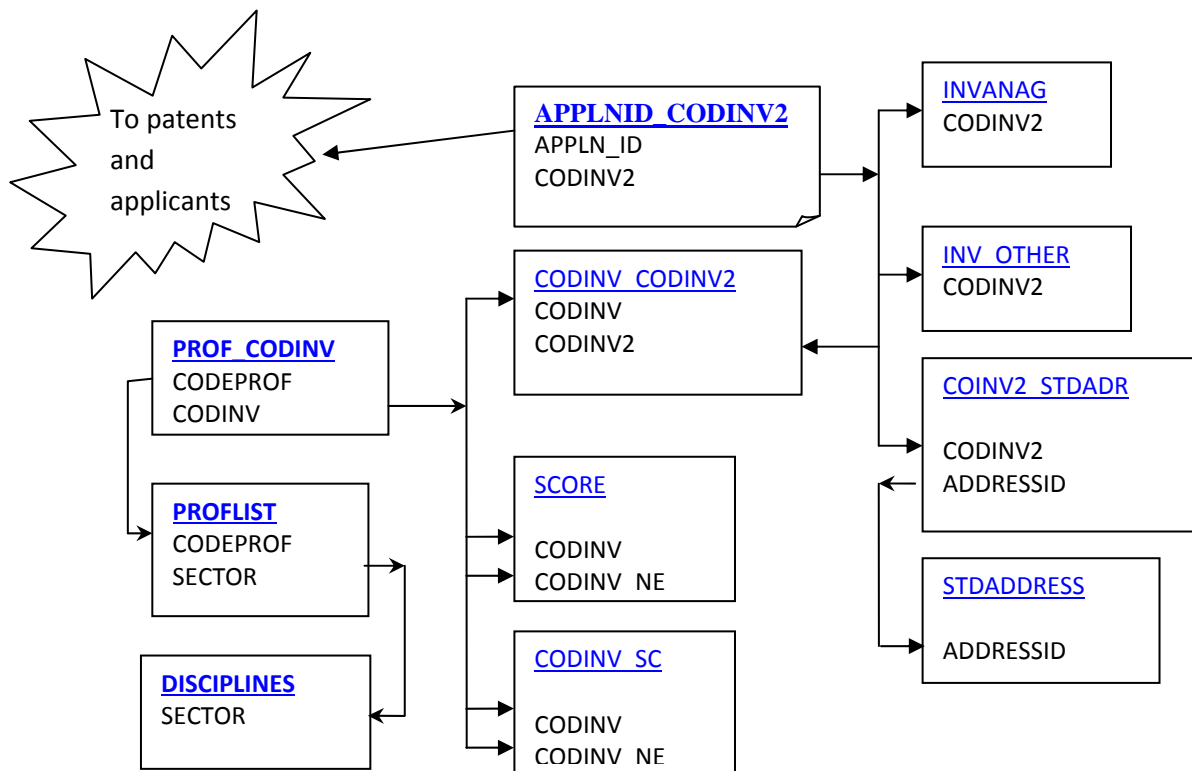 To patents
and
applicants
APPLNID_CODINV2
APPLN_ID
CODINV2
INVANAG
CODINV2
INV_OTHER
CODINV2
CODINV_CODINV2
CODINV
CODINV2
PROF_CODINV
CODEPROF
CODINV
COINV2_STDADR
CODINV2
ADDRESSID
PROFLIST
CODEPROF
SECTOR
SCORE
CODINV
CODINV_NE
STDADDRESS
ADDRESSID
DISCIPLINES
SECTOR
CODINV_SC
CODINV
CODINV_NE